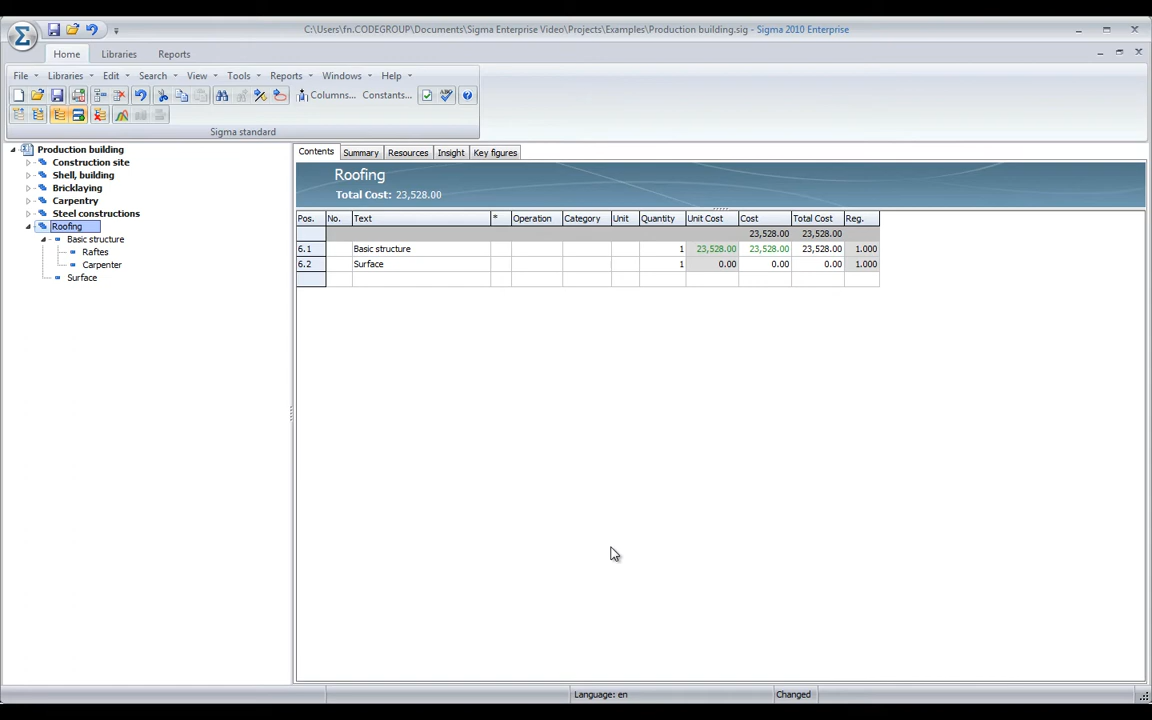 C:\Users\fn.CODEGROUP\Documents\Sigma Enterprise Video\Projects\Examples\Production building.sig - Sigma 2010 Enterprise
Home Libraries Reports
File Libraries Edit Search View Tools Reports Windows Help
Columns... Constants...
Sigma standard
Production building
Construction site
Shell, building
Bricklaying
Carpentry
Steel constructions
Roofing
Basic structure
Raftes
Carpenter
Surface
Contents Summary Resources Insight Key figures
Roofing
Total Cost: 23,528.00
Pos. No. Text * Operation Category Unit Quantity Unit Cost Cost Total Cost Reg.
23,528.00 23,528.00
6.1 Basic structure 1 23,528.00 23,528.00 23,528.00 1.000
6.2 Surface 1 0.00 0.00 0.00 1.000
Language: en Changed